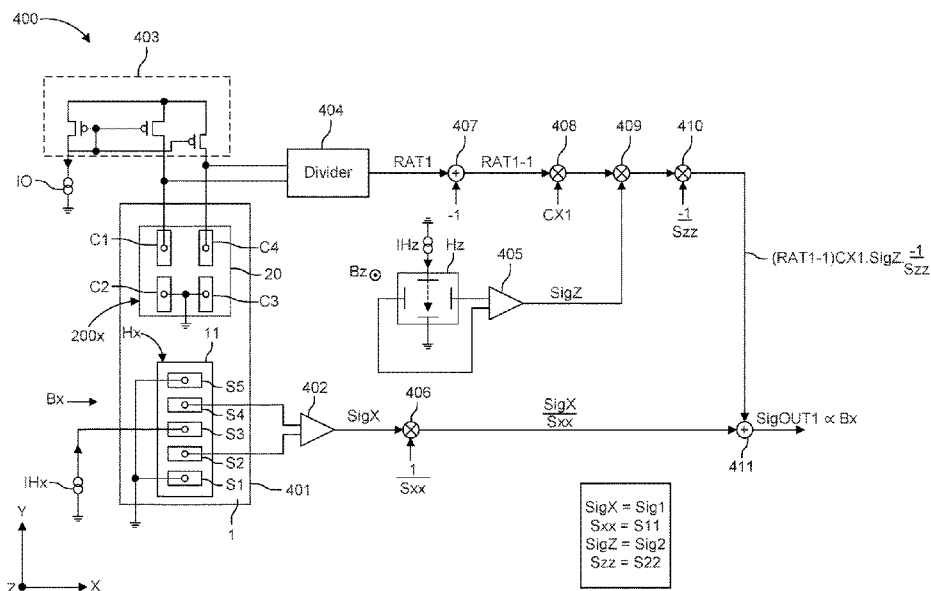 400
403
404
Divider
RAT1
407
-1
RAT1-1
408
CX1
409
410
-1
Szz
(RAT1-1)CX1.SigZ.-1
Szz
IO
C1
C4
20
C2
C3
200x
IHz
Hz
Bz
405
SigZ
Hx
11
Bx
S5
S4
S3
S2
S1
402
SigX
406
1
Sxx
SigX
Sxx
SigOUT1 ∝ Bx
411
IHx
401
1
SigX = Sig1
Sxx = S11
SigZ = Sig2
Szz = S22
Y
Z
X